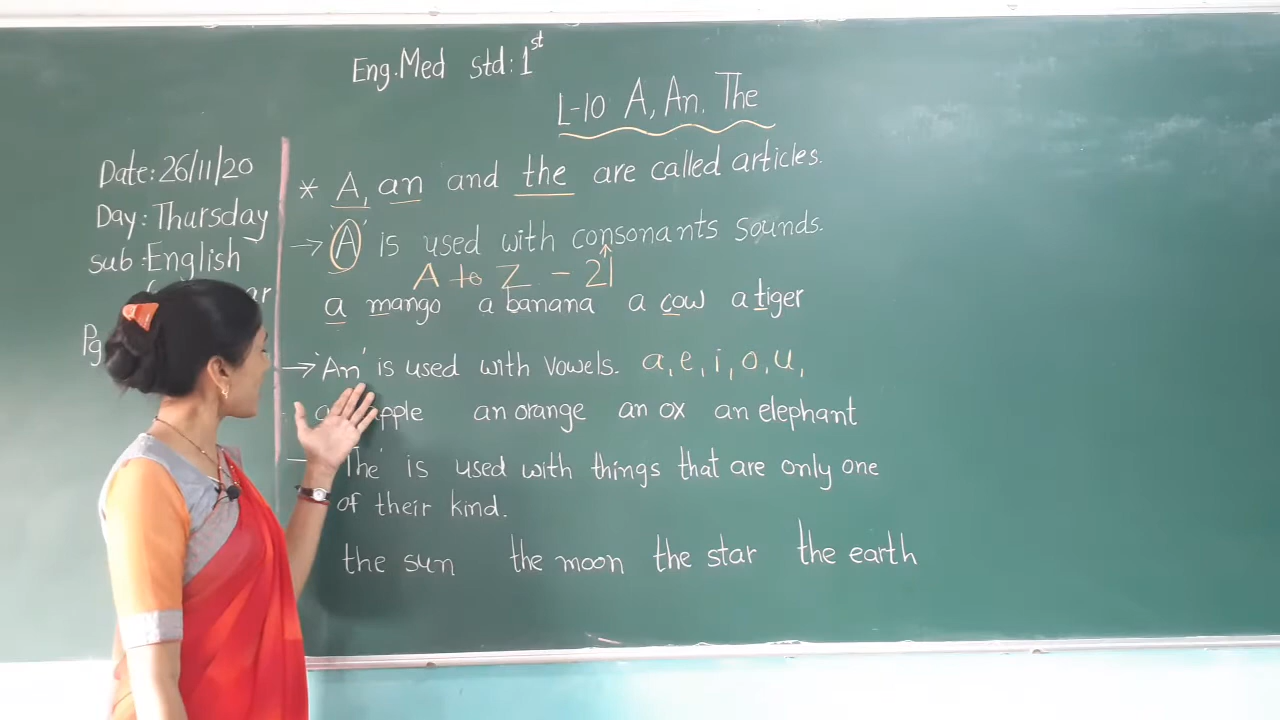 Eng.Med std:1st
L-10 A, An. The
Date: 26/11/20
Day: Thursday
sub: English
Pg
* A, an and the are called articles.
→ 'A' is used with consonants sounds.
A to Z - 21
a mango a banana a cow a tiger
→ 'An' is used with vowels. a, e, i, o, u,
an orange an ox an elephant
The' is used with things that are only one
of their kind.
the sun the moon the star the earth